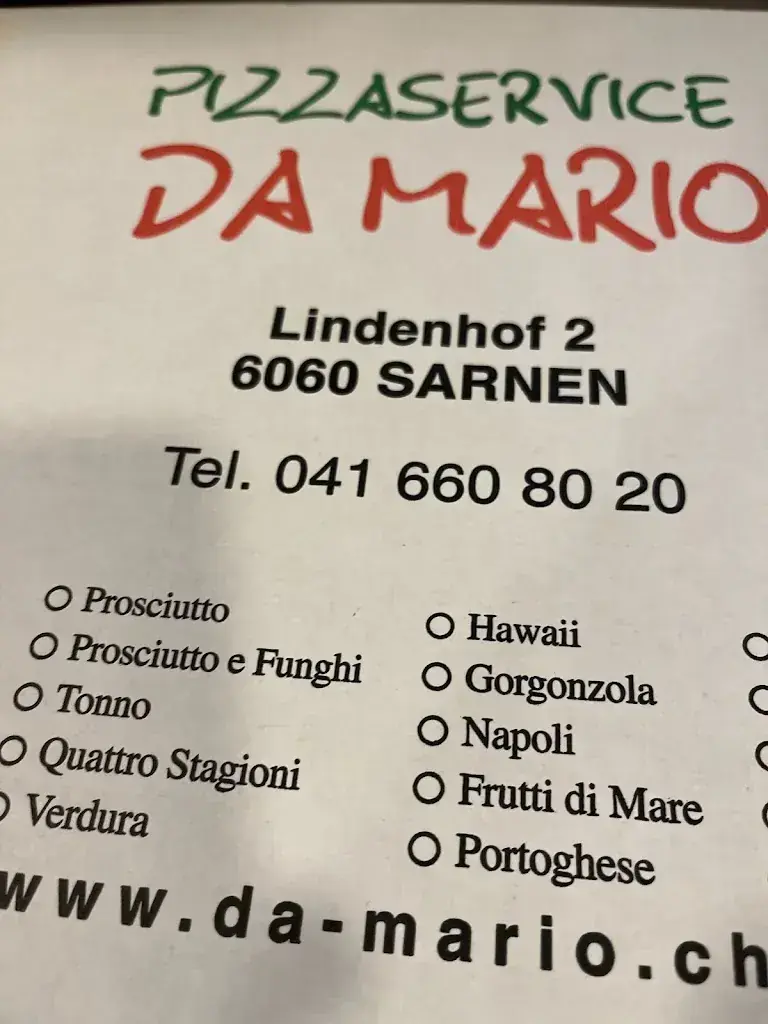 PIZZASERVICE
DA MARIO
Lindenhof 2
6060 SARNEN
Tel. 041 660 80 20
Prosciutto
Prosciutto e Funghi
Tonno
Quattro Stagioni
Verdura
Hawaii
Gorgonzola
Napoli
Frutti di Mare
Portoghese
www.da-mario.ch